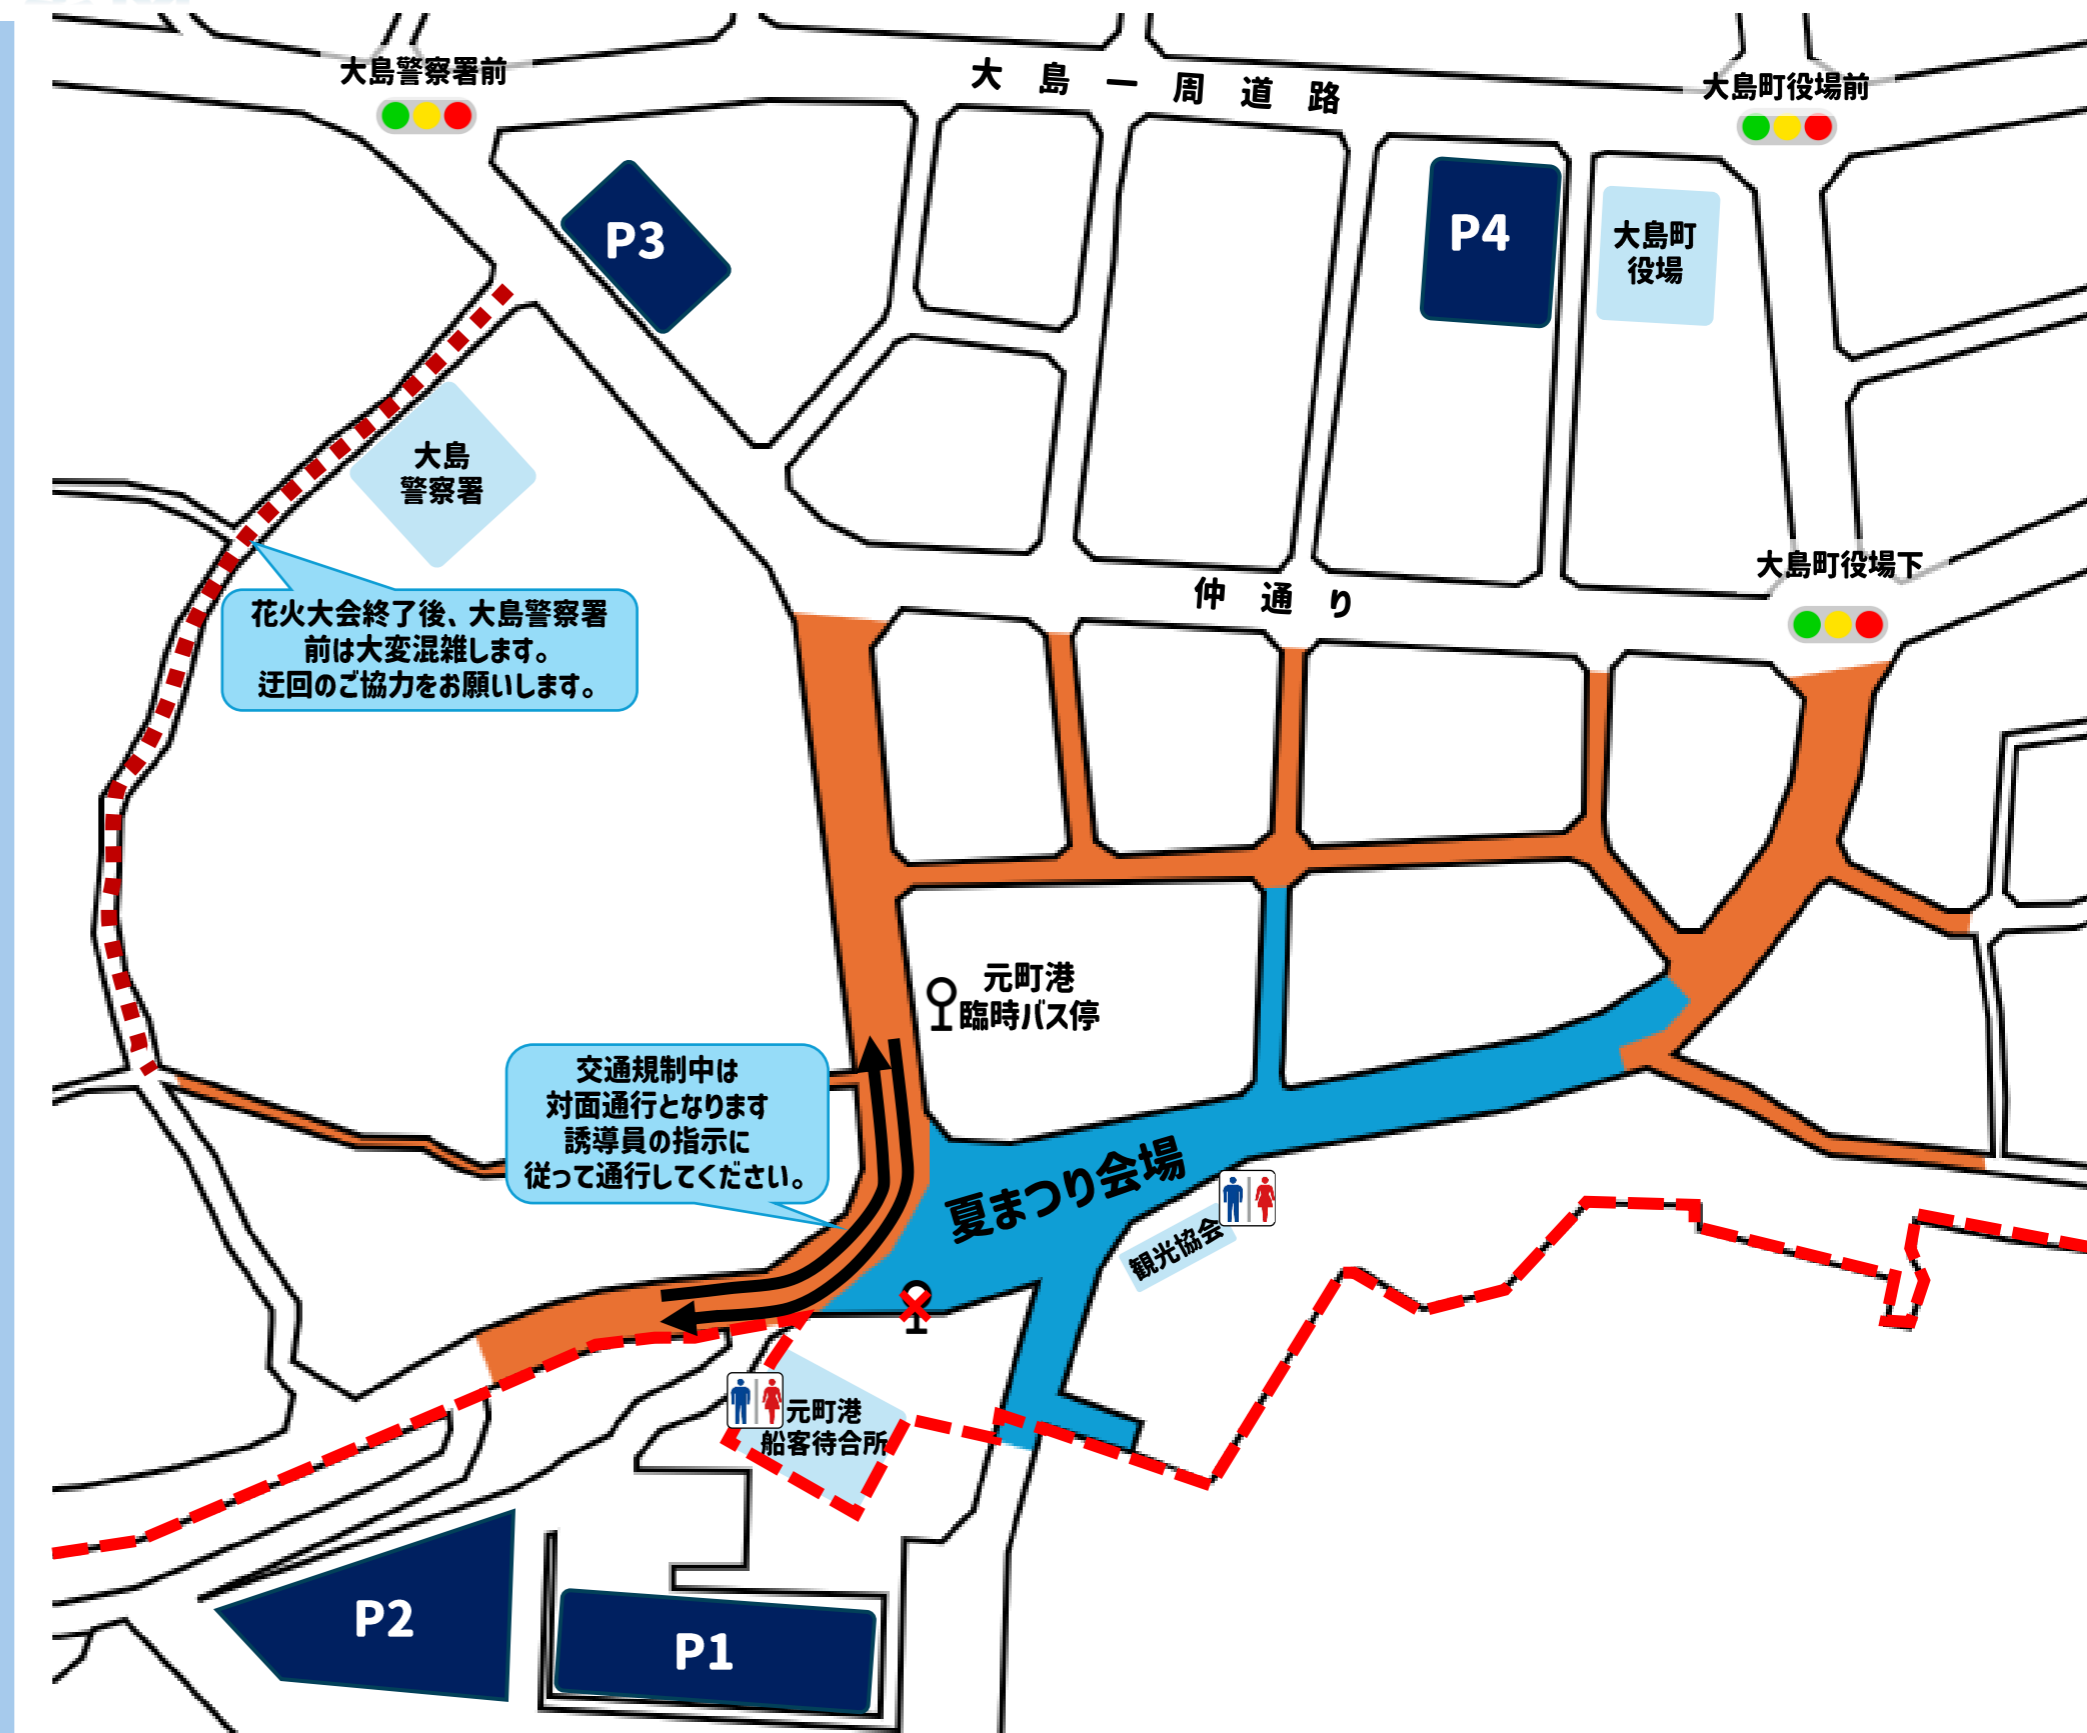 大島警察署前
大島一周道路
大島町役場前
P3
P4
大島町
役場
大島
警察署
仲通り
大島町役場下
花火大会終了後、大島警察署
前は大変混雑します。
迂回のご協力をお願いします。
元町港
臨時バス停
交通規制中は
対面通行となります
誘導員の指示に
従って通行してください。
夏まつり会場
観光協会
元町港
船客待合所
P2
P1